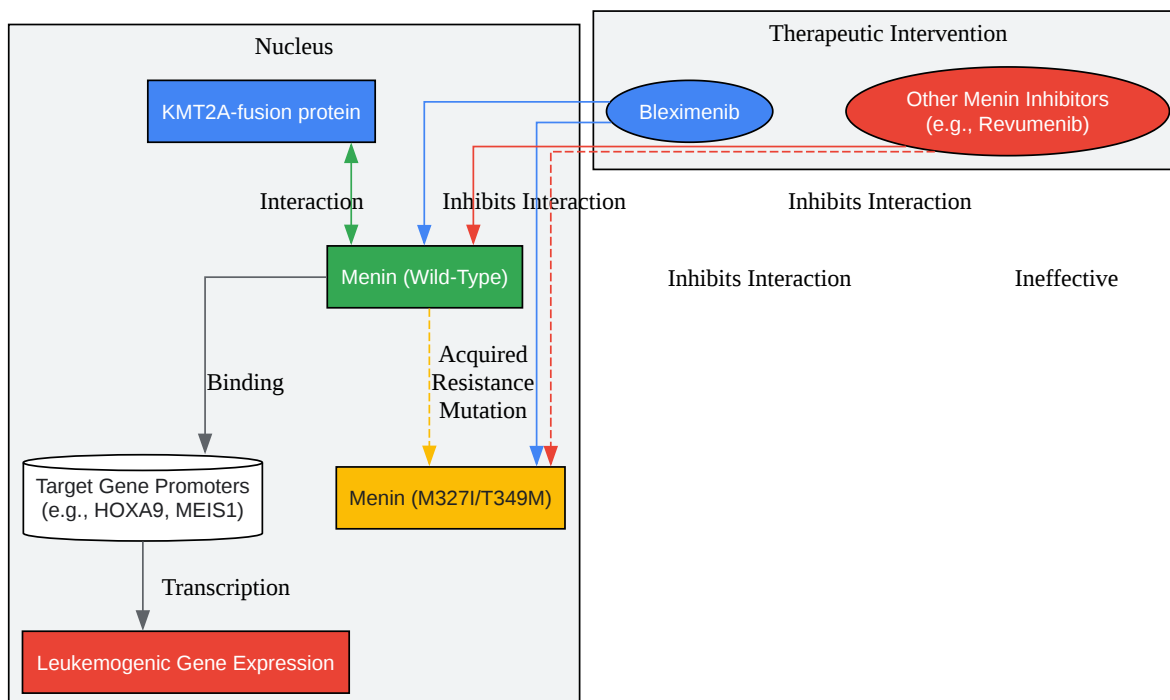 Nucleus
Therapeutic Intervention
KMT2A-fusion protein
Bleximenib
Other Menin Inhibitors
(e.g., Revumenib)
Interaction
Inhibits Interaction
Inhibits Interaction
Menin (Wild-Type)
Inhibits Interaction
Ineffective
Binding
Acquired
Resistance
Mutation
Target Gene Promoters
(e.g., HOXA9, MEIS1)
Menin (M327I/T349M)
Transcription
Leukemogenic Gene Expression